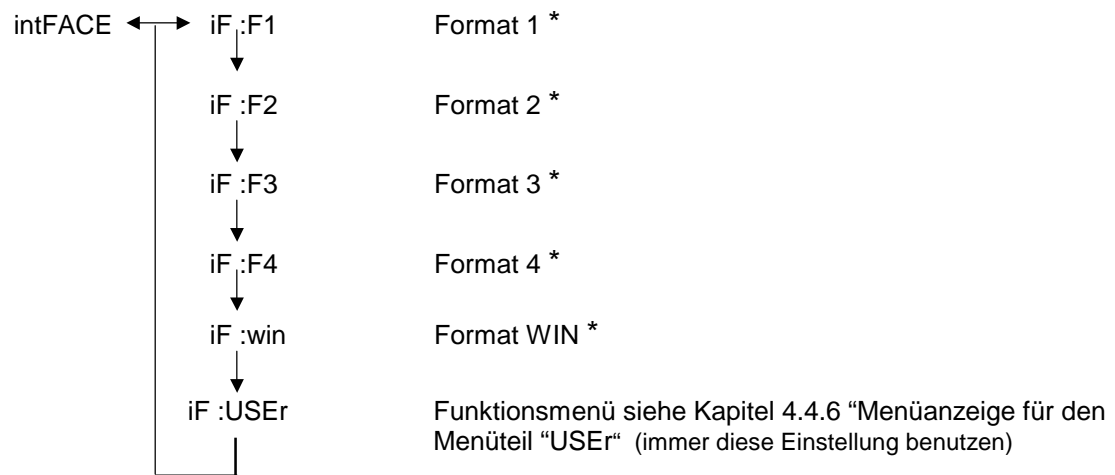 intFACE iF :F1 Format 1 *
iF :F2 Format 2 *
iF :F3 Format 3 *
iF :F4 Format 4 *
iF :win Format WIN *
iF :USEr Funktionsmenü siehe Kapitel 4.4.6 “Menüanzeige für den
Menüteil “USEr“ (immer diese Einstellung benutzen)